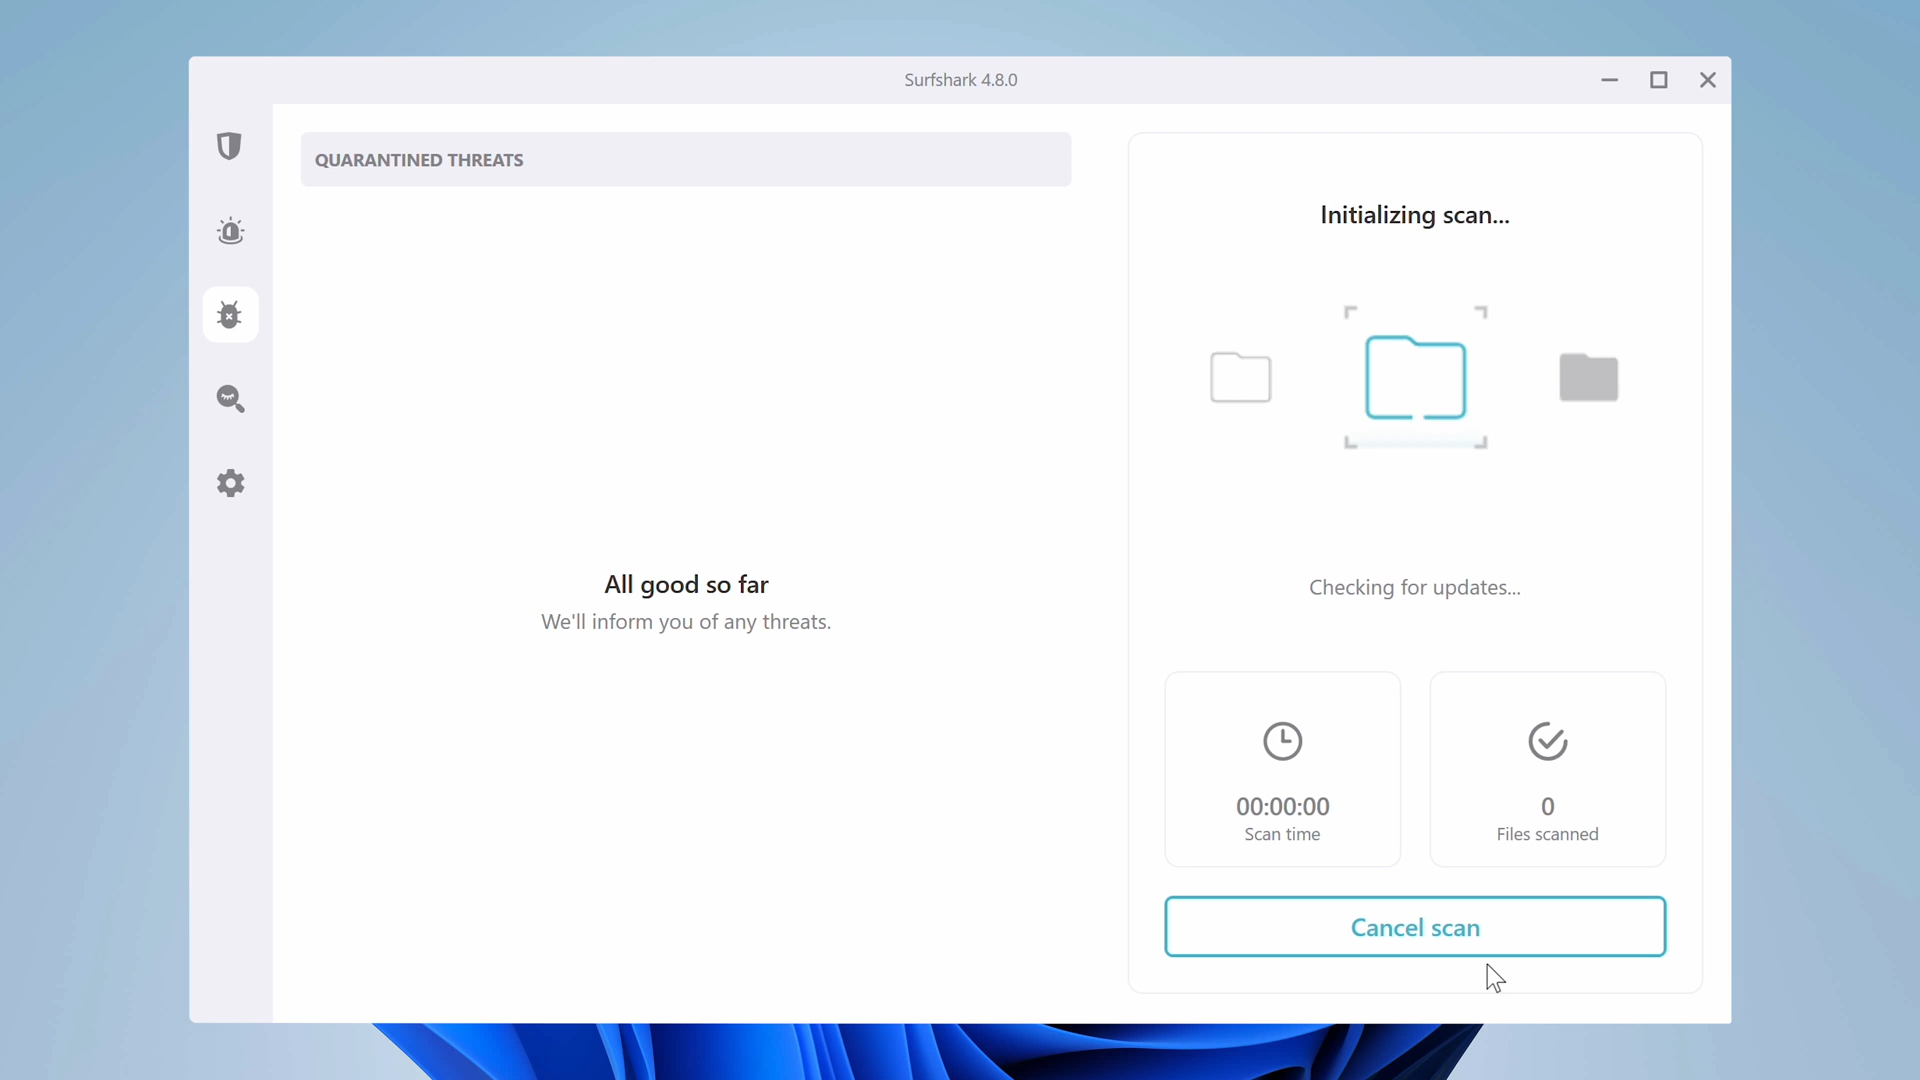 Surfshark 4.8.0
QUARANTINED THREATS
All good so far
We'll inform you of any threats.
Initializing scan...
Checking for updates...
00:00:00
Scan time
0
Files scanned
Cancel scan